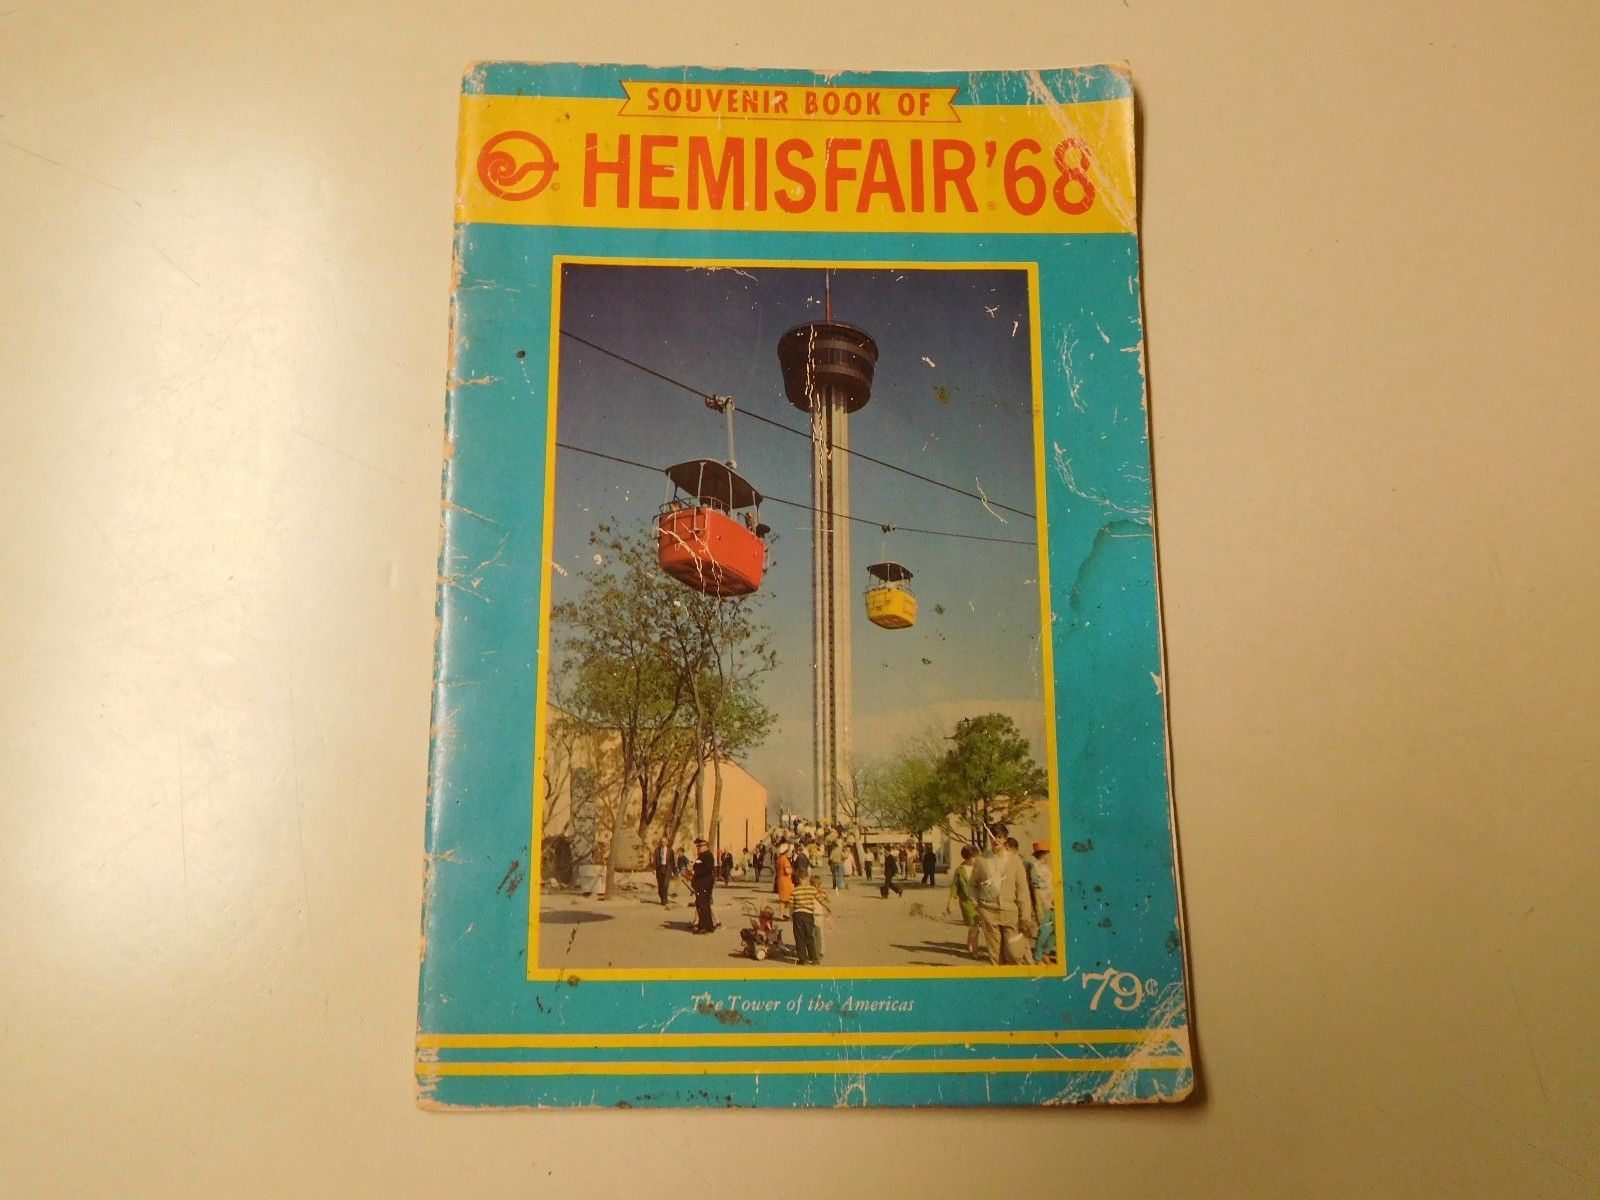 SOUVENIR BOOK OF
HEMISFAIR'68
The Tower of the Americas
79¢